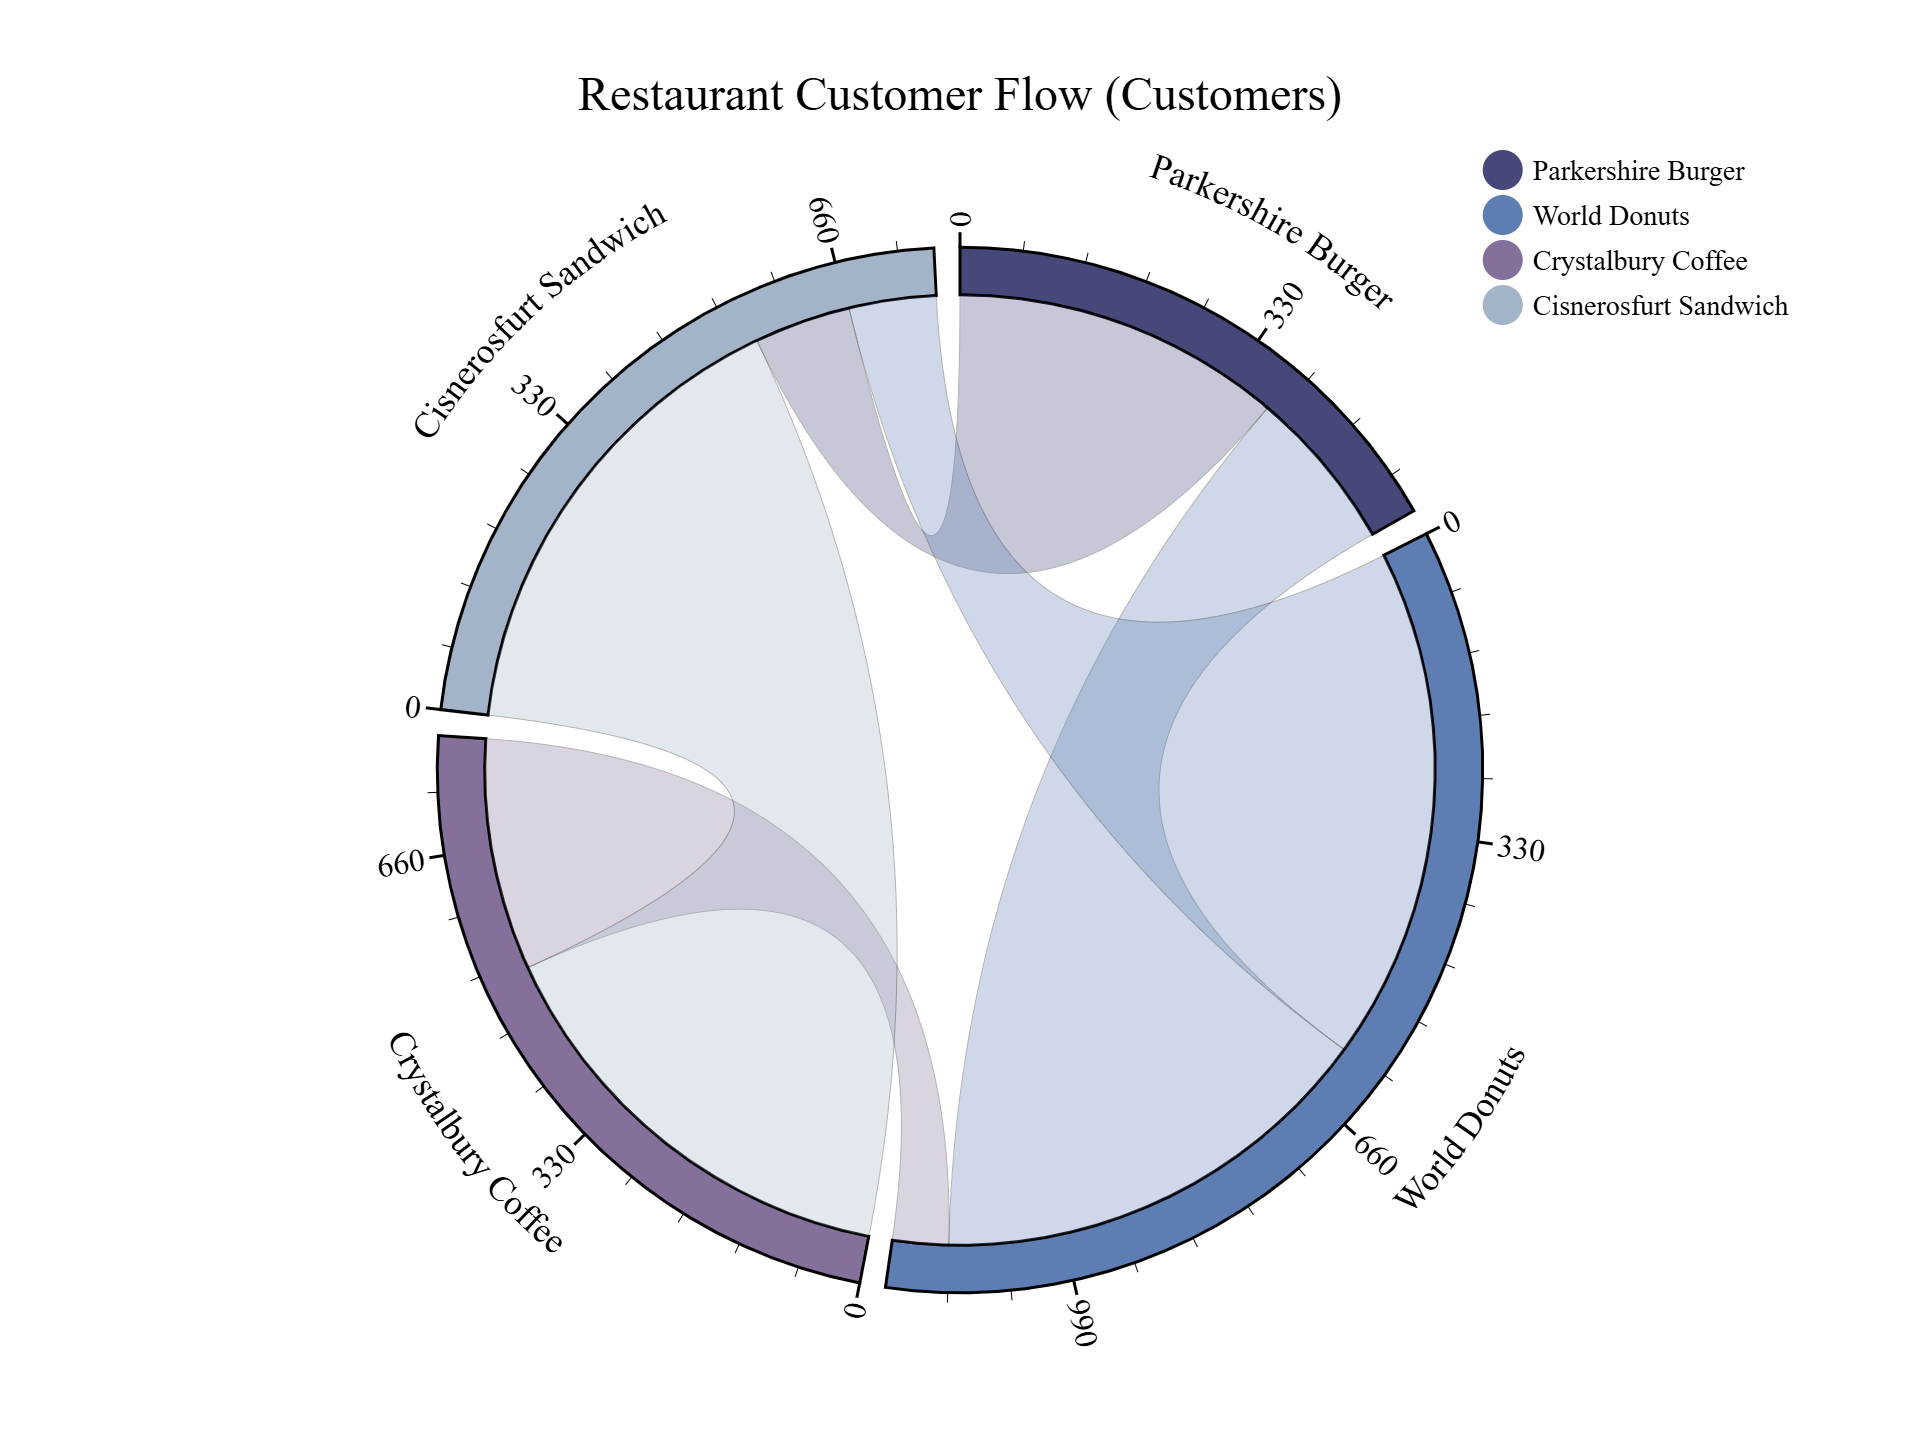 Restaurant Customer Flow (Customers)
Parkershire Burger
World Donuts
Crystalbury Coffee
Cisnerosfurt Sandwich
Parkershire Burger
0
330
World Donuts
0
330
660
990
Crystalbury Coffee
0
330
660
Cisnerosfurt Sandwich
0
330
660